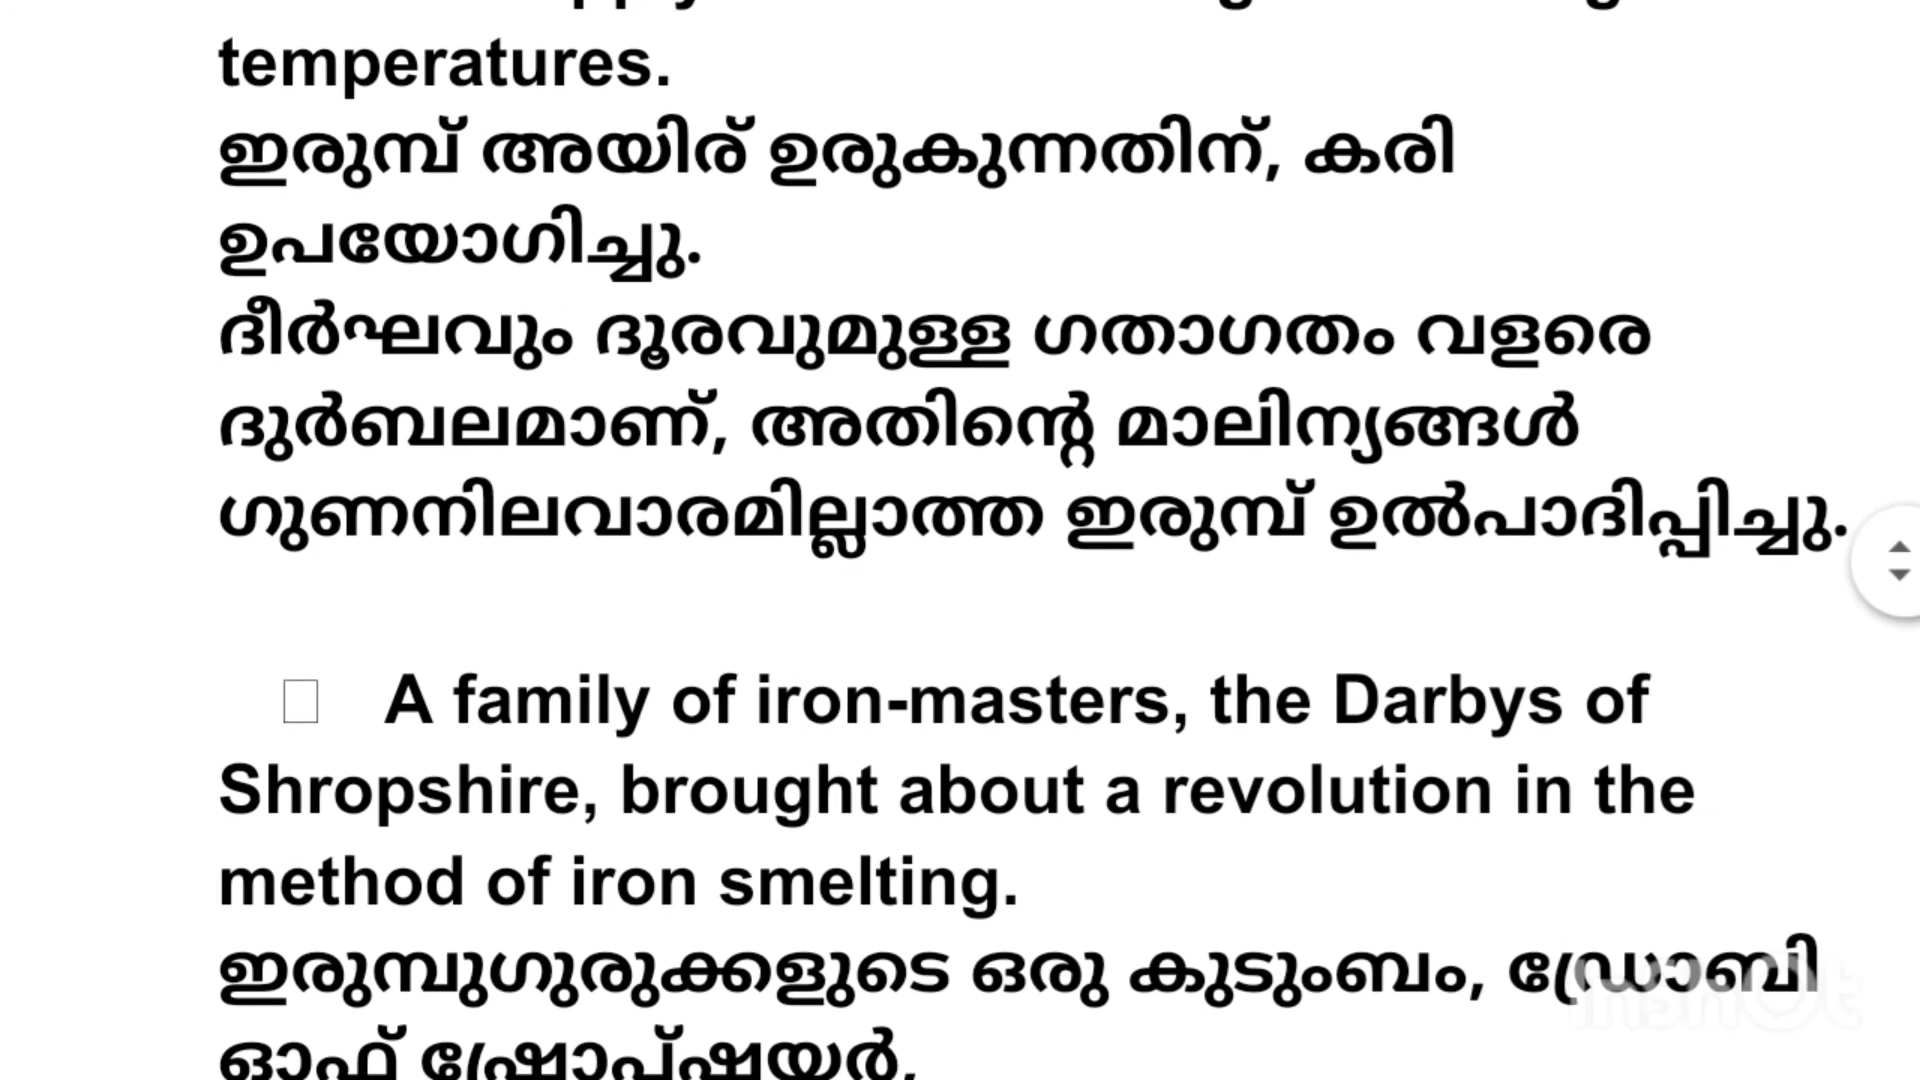 temperatures.
ഇരുമ്പ് അയിര് ഉരുകുന്നതിന്, കരി
ഉപയോഗിച്ചു.
ദീർഘവും ദൂരവുമുള്ള ഗതാഗതം വളരെ
ദുർബലമാണ്, അതിന്റെ മാലിന്യങ്ങൾ
ഗുണനിലവാരമില്ലാത്ത ഇരുമ്പ് ഉൽപാദിപ്പിച്ചു.
A family of iron-masters, the Darbys of
Shropshire, brought about a revolution in the
method of iron smelting.
ഇരുമ്പുഗുരുക്കളുടെ ഒരു കുടുംബം, ഡ്രോബി
ഓഫ് ഷ്രോപ്ഷയർ,
InShOt